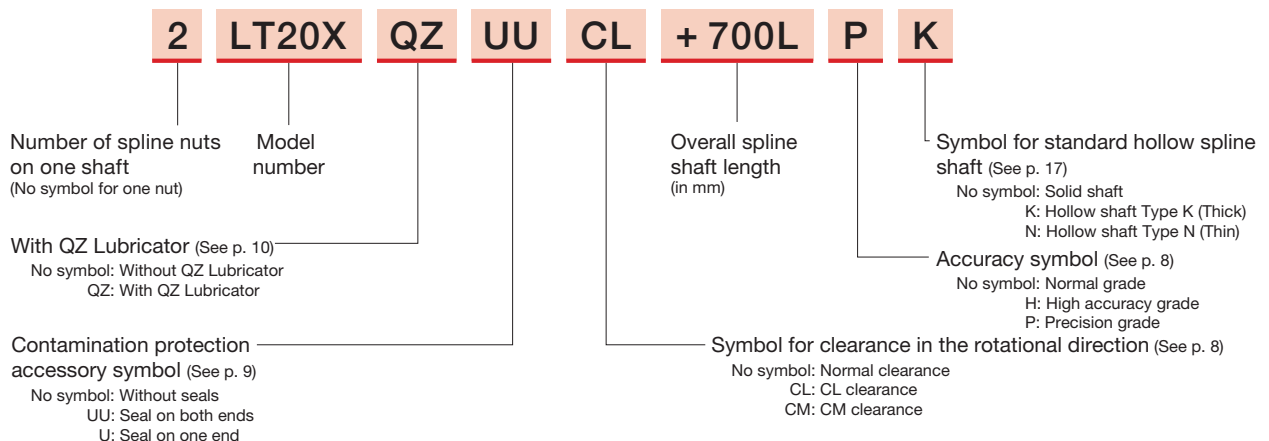 2 LT20X QZ UU CL + 700L P K
Number of spline nuts
on one shaft
(No symbol for one nut)
Model
number
Overall spline
shaft length
(in mm)
Symbol for standard hollow spline
shaft (See p. 17)
No symbol: Solid shaft
K: Hollow shaft Type K (Thick)
N: Hollow shaft Type N (Thin)
With QZ Lubricator (See p. 10)
No symbol: Without QZ Lubricator
QZ: With QZ Lubricator
Accuracy symbol (See p. 8)
No symbol: Normal grade
H: High accuracy grade
P: Precision grade
Contamination protection
accessory symbol (See p. 9)
No symbol: Without seals
UU: Seal on both ends
U: Seal on one end
Symbol for clearance in the rotational direction (See p. 8)
No symbol: Normal clearance
CL: CL clearance
CM: CM clearance